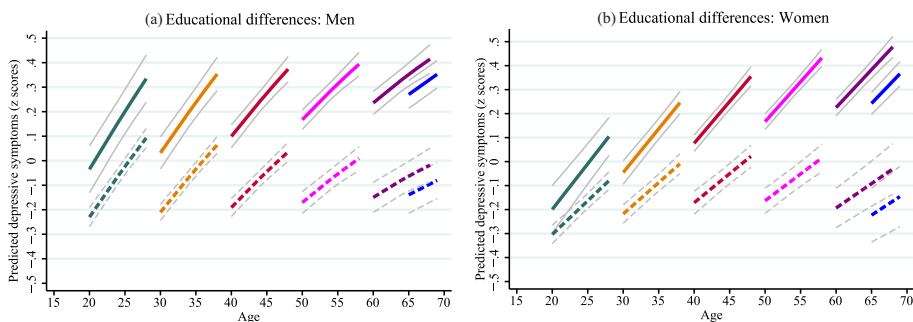 (a) Educational differences: Men
Predicted depressive symptoms (z scores)
.5
.4
.3
.2
.1
0
-.1
-.2
-.3
-.4
-.5
15 20 25 30 35 40 45 50 55 60 65 70
Age
(b) Educational differences: Women
Predicted depressive symptoms (z scores)
.5
.4
.3
.2
.1
0
-.1
-.2
-.3
-.4
-.5
15 20 25 30 35 40 45 50 55 60 65 70
Age